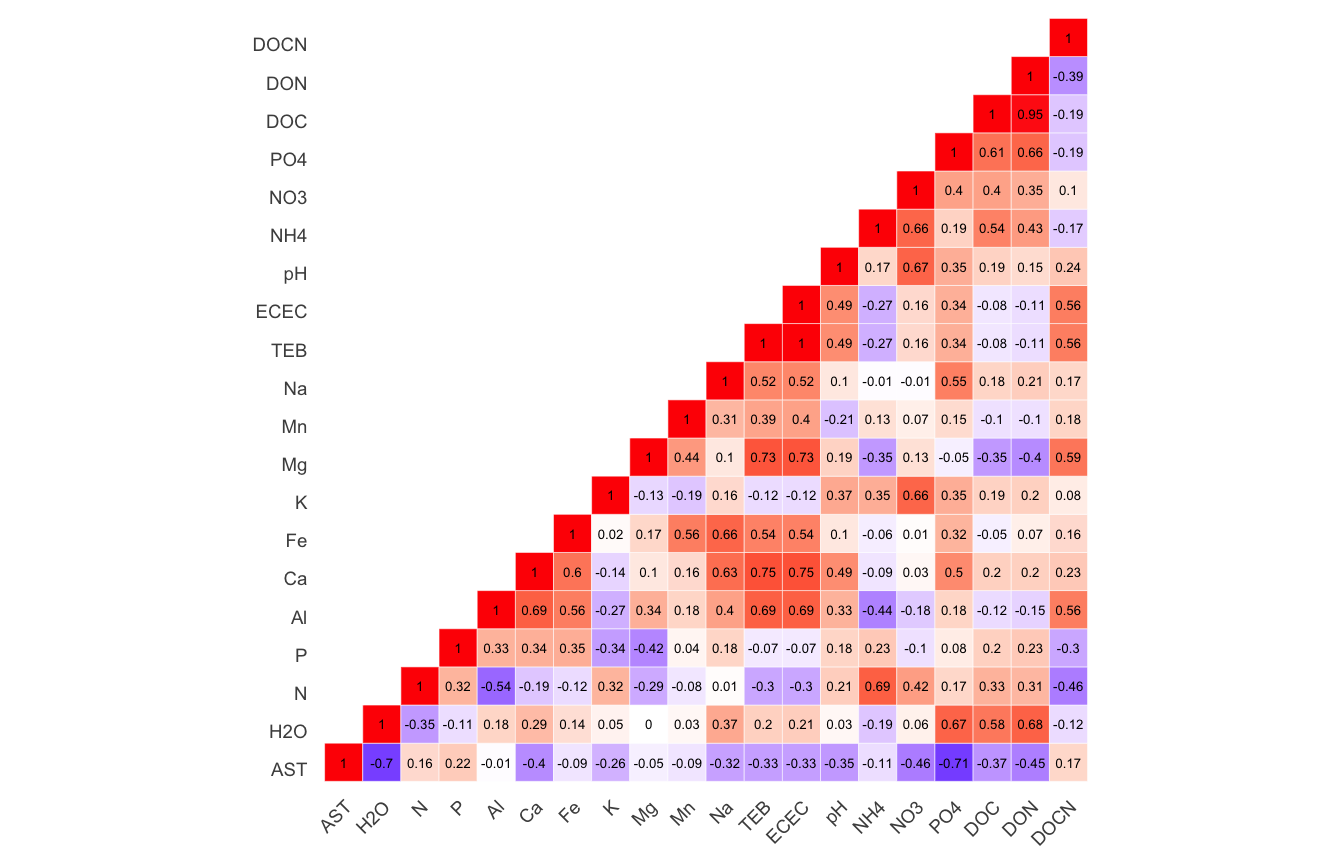 DOCN 1
DON 1 -0.39
DOC 1 0.95 -0.19
PO4 1 0.61 0.66 -0.19
NO3 1 0.4 0.4 0.35 0.1
NH4 1 0.66 0.19 0.54 0.43 -0.17
pH 1 0.17 0.67 0.35 0.19 0.15 0.24
ECEC 1 0.49 -0.27 0.16 0.34 -0.08 -0.11 0.56
TEB 1 1 0.49 -0.27 0.16 0.34 -0.08 -0.11 0.56
Na 1 0.52 0.52 0.1 -0.01 -0.01 0.55 0.18 0.21 0.17
Mn 1 0.31 0.39 0.4 -0.21 0.13 0.07 0.15 -0.1 -0.1 0.18
Mg 1 0.44 0.1 0.73 0.73 0.19 -0.35 0.13 -0.05 -0.35 -0.4 0.59
K 1 -0.13 -0.19 0.16 -0.12 -0.12 0.37 0.35 0.66 0.35 0.19 0.2 0.08
Fe 1 0.02 0.17 0.56 0.66 0.54 0.54 0.1 -0.06 0.01 0.32 -0.05 0.07 0.16
Ca 1 0.6 -0.14 0.1 0.16 0.63 0.75 0.75 0.49 -0.09 0.03 0.5 0.2 0.2 0.23
Al 1 0.69 0.56 -0.27 0.34 0.18 0.4 0.69 0.69 0.33 -0.44 -0.18 0.18 -0.12 -0.15 0.56
P 1 0.33 0.34 0.35 -0.34 -0.42 0.04 0.18 -0.07 -0.07 0.18 0.23 -0.1 0.08 0.2 0.23 -0.3
N 1 0.32 -0.54 -0.19 -0.12 0.32 -0.29 -0.08 0.01 -0.3 -0.3 0.21 0.69 0.42 0.17 0.33 0.31 -0.46
H2O 1 -0.35 -0.11 0.18 0.29 0.14 0.05 0 0.03 0.37 0.2 0.21 0.03 -0.19 0.06 0.67 0.58 0.68 -0.12
AST 1 -0.7 0.16 0.22 -0.01 -0.4 -0.09 -0.26 -0.05 -0.09 -0.32 -0.33 -0.33 -0.35 -0.11 -0.46 -0.71 -0.37 -0.45 0.17
AST H2O N P Al Ca Fe K Mg Mn Na TEB ECEC pH NH4 NO3 PO4 DOC DON DOCN